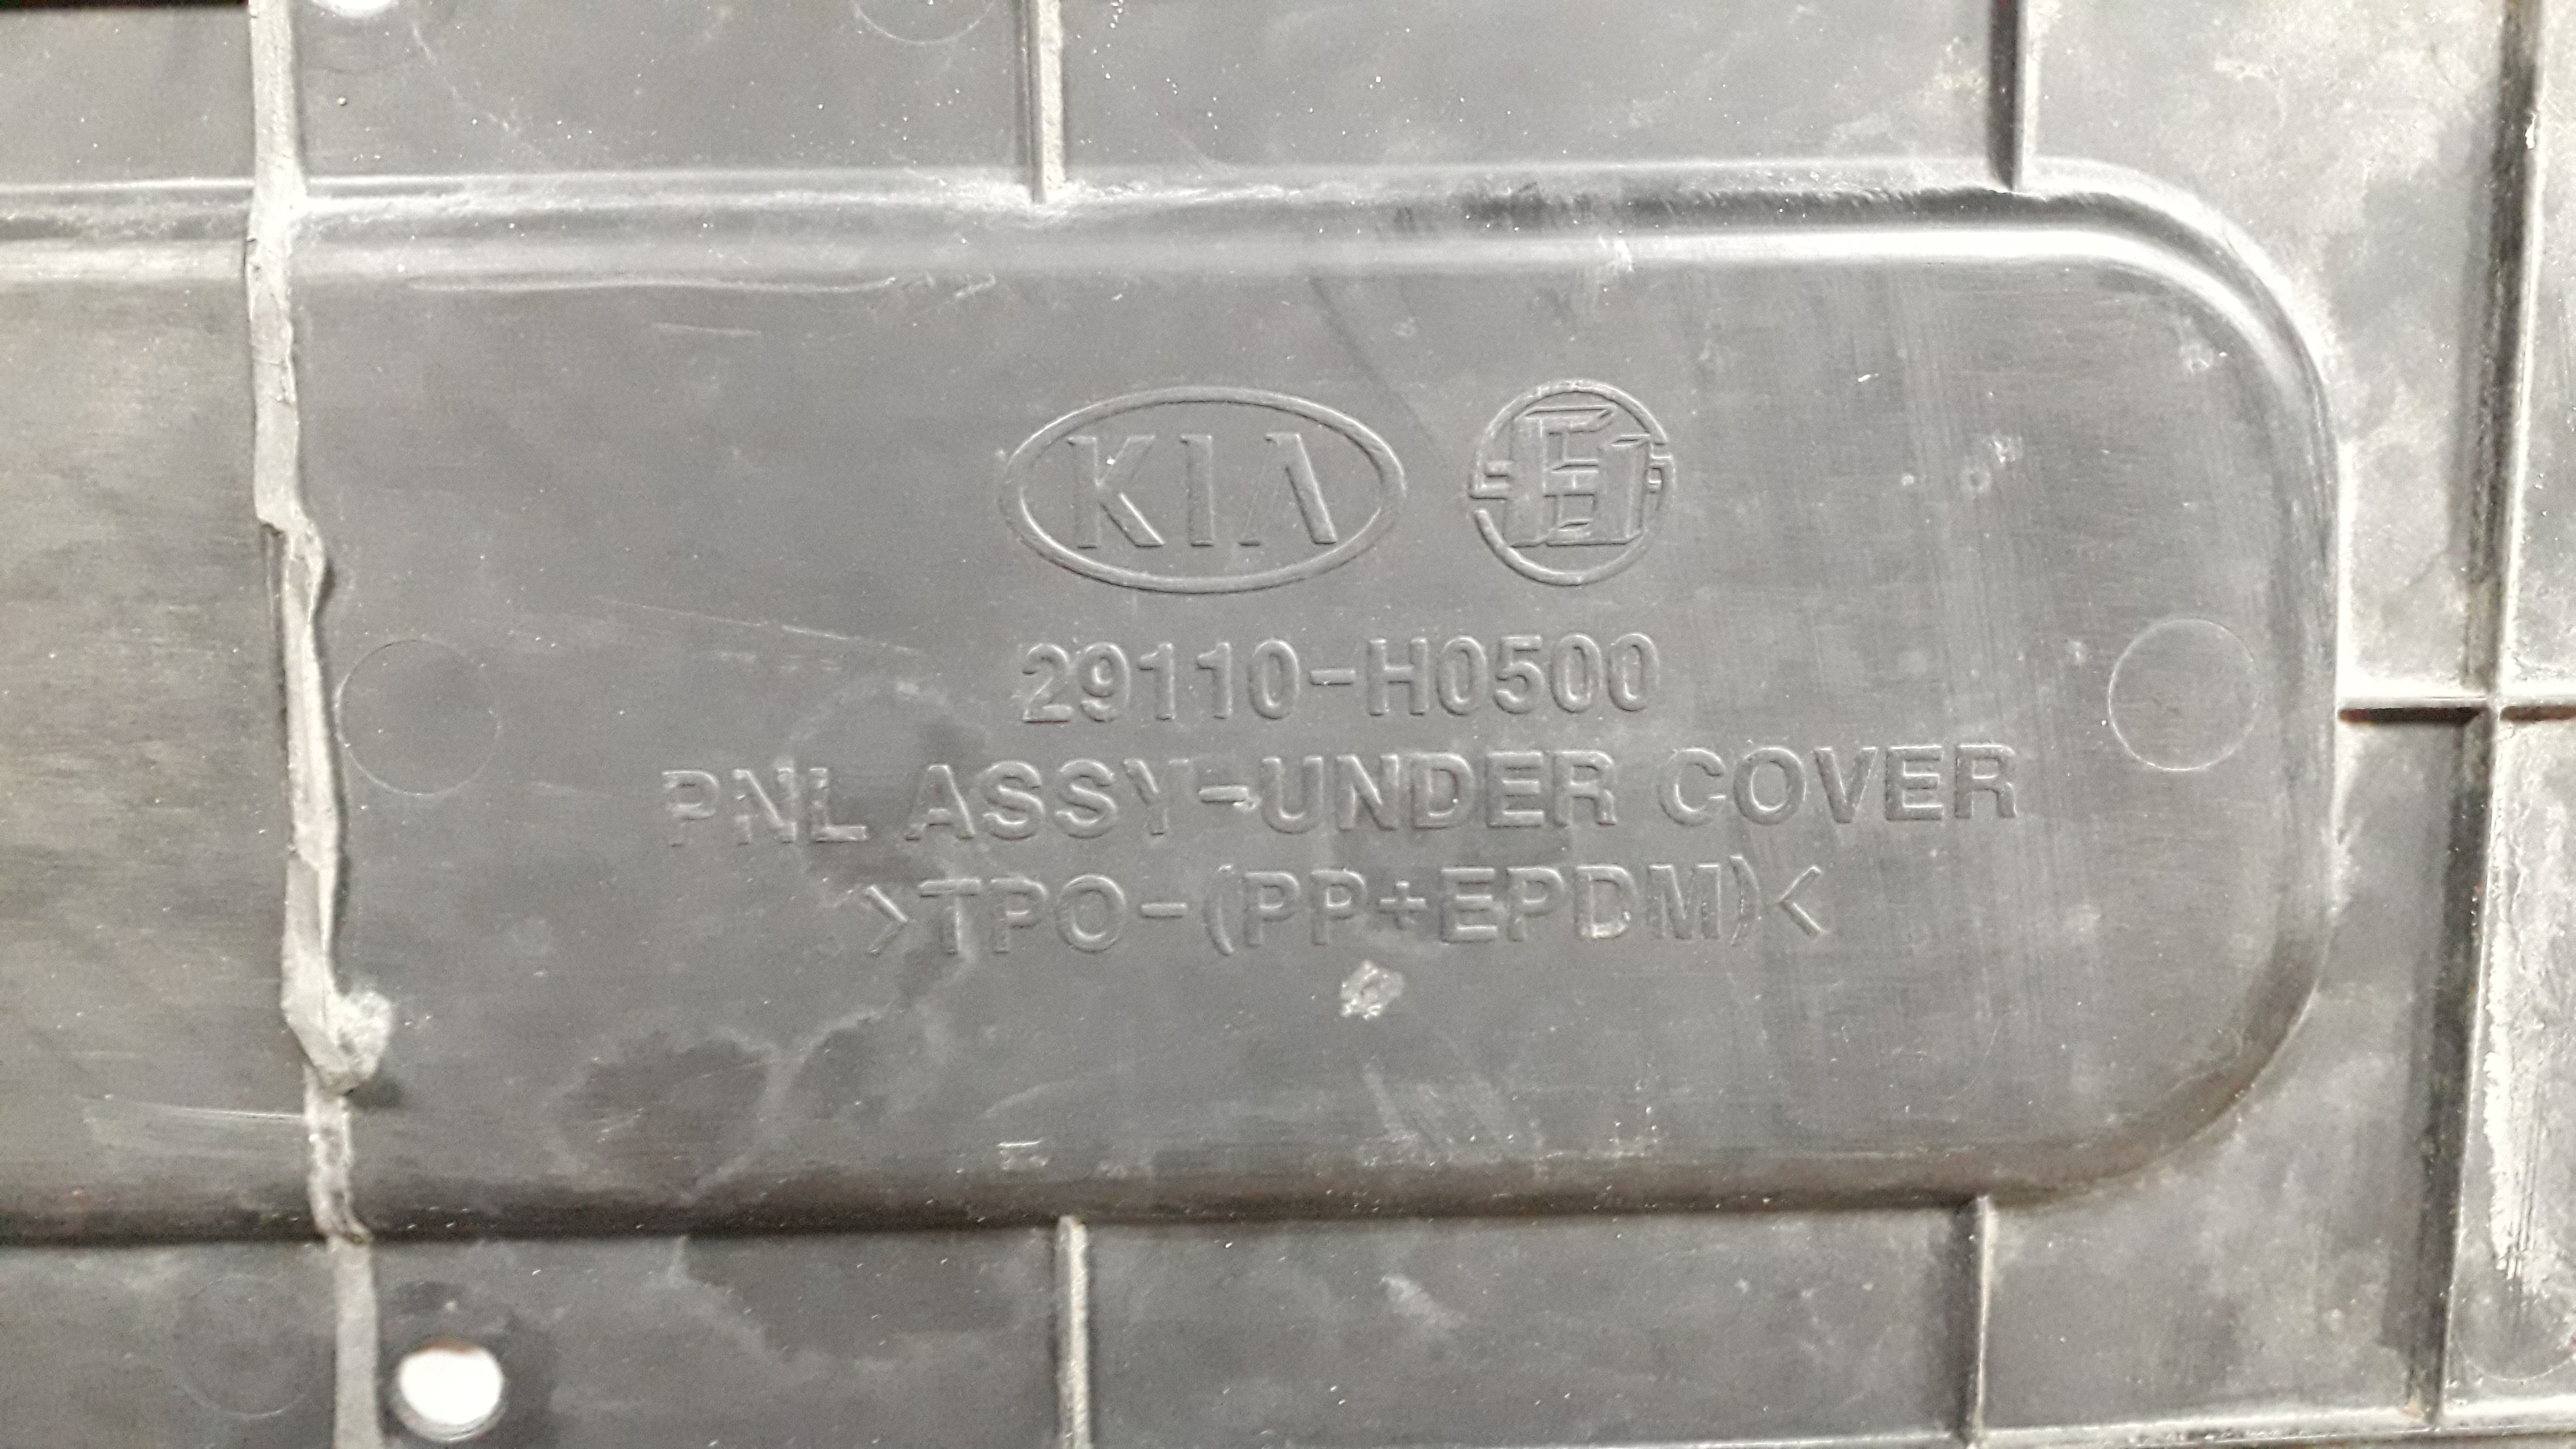 KIA
29110-H0500
PNL ASSY-UNDER COVER
>TPO-(PP+EPDM)<